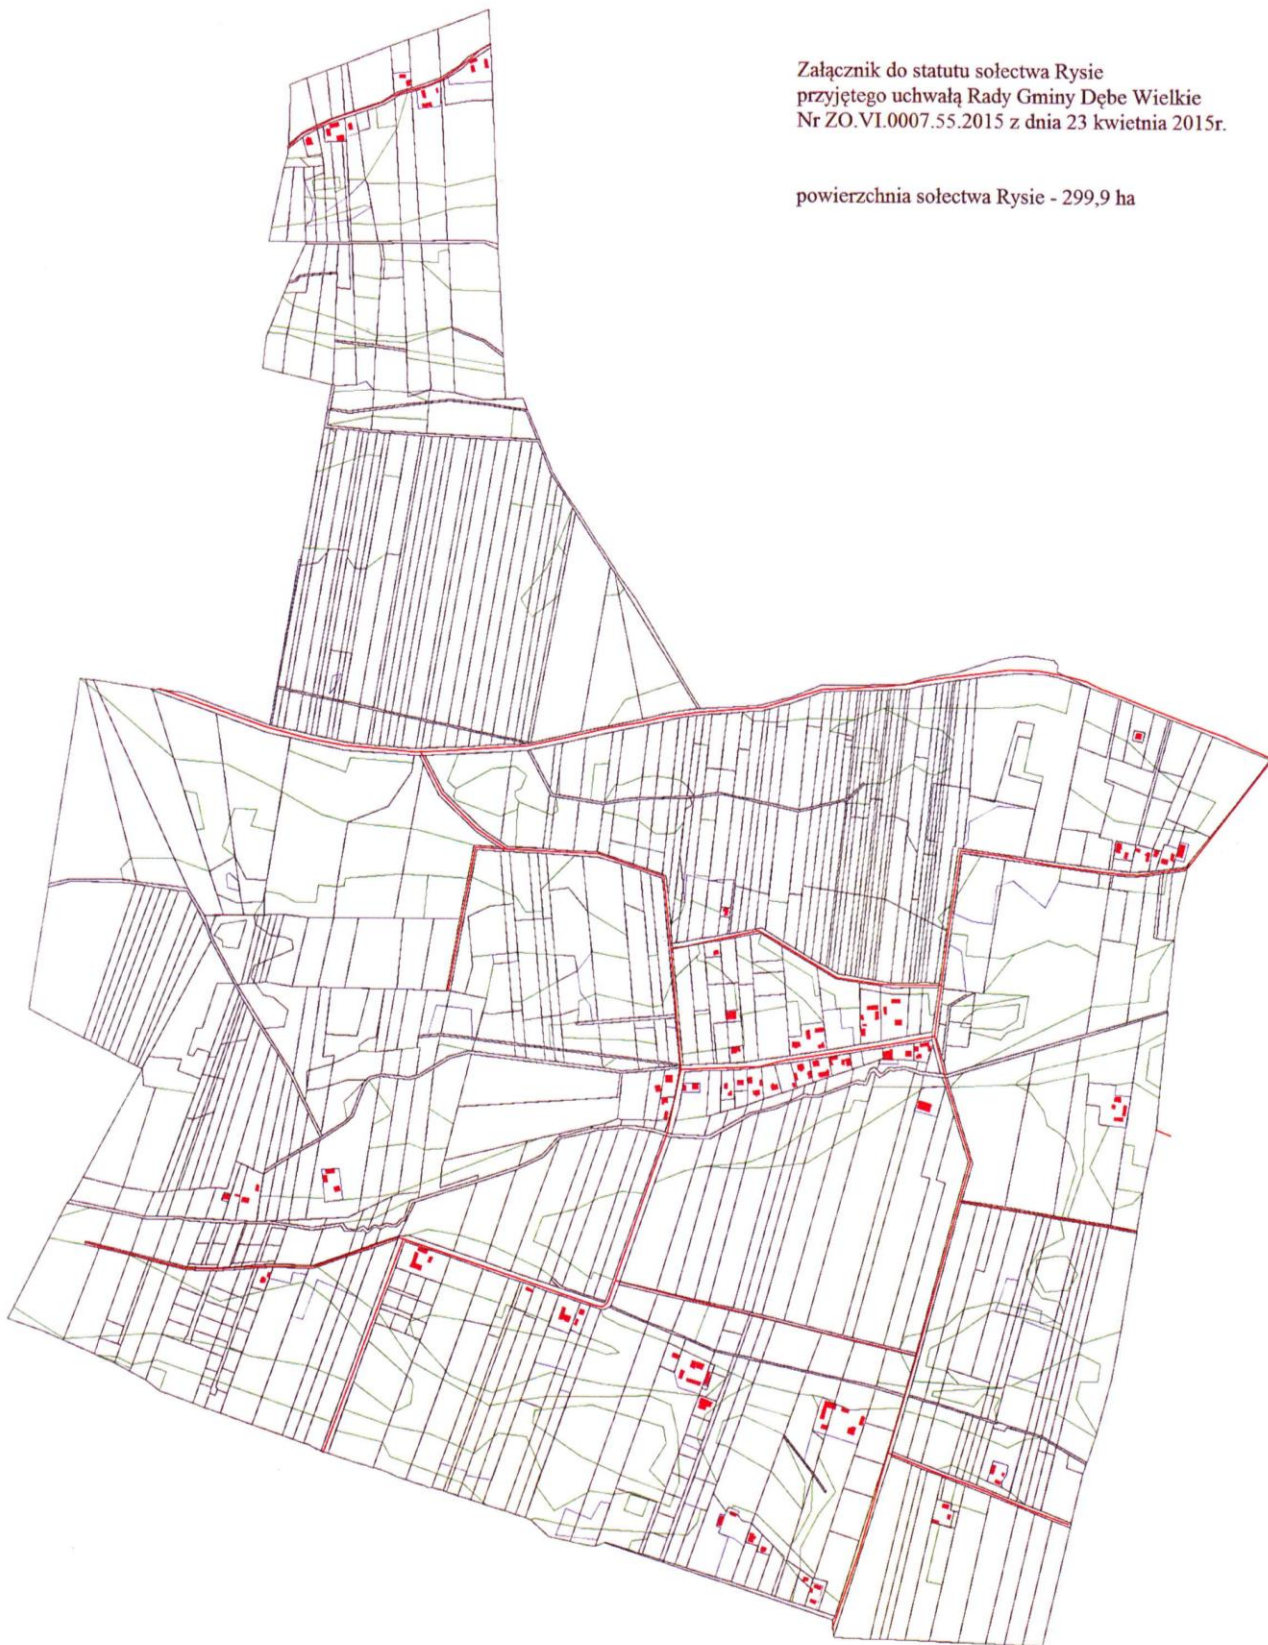 Załącznik do statutu sołectwa Rysie
przyjętego uchwałą Rady Gminy Dębe Wielkie
Nr ZO.VI.0007.55.2015 z dnia 23 kwietnia 2015r.
powierzchnia sołectwa Rysie - 299,9 ha